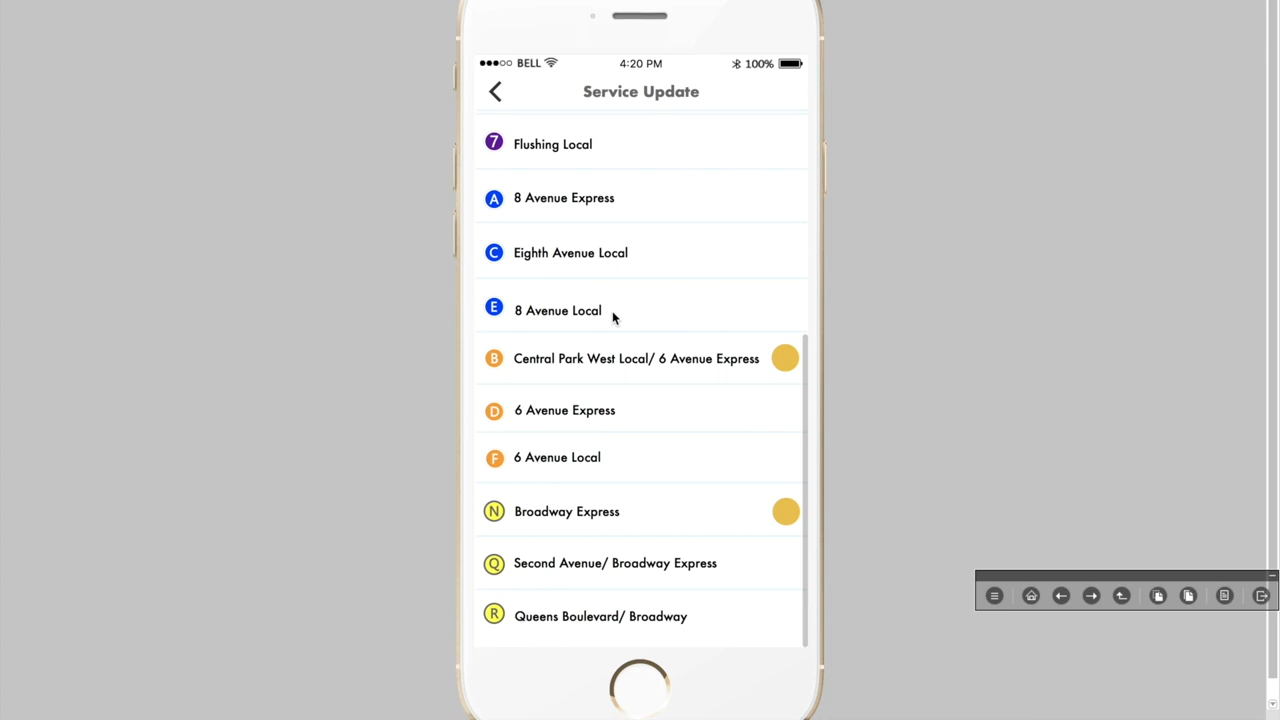 BELL 4:20 PM 100%
Service Update
7 Flushing Local
A 8 Avenue Express
C Eighth Avenue Local
E 8 Avenue Local
B Central Park West Local/ 6 Avenue Express
D 6 Avenue Express
F 6 Avenue Local
N Broadway Express
Q Second Avenue/ Broadway Express
R Queens Boulevard/ Broadway